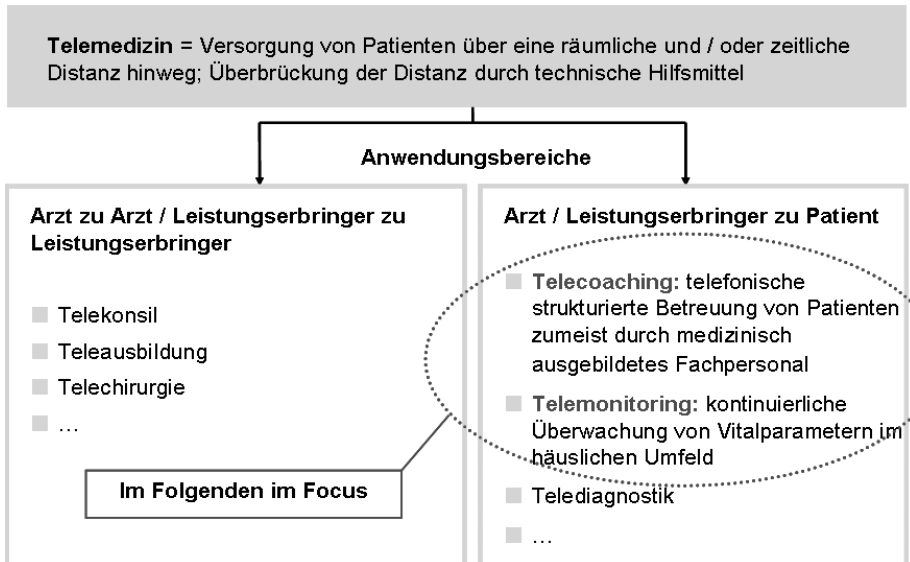 Telemedizin = Versorgung von Patienten über eine räumliche und / oder zeitliche
Distanz hinweg; Überbrückung der Distanz durch technische Hilfsmittel
Anwendungsbereiche
Arzt zu Arzt / Leistungserbringer zu
Leistungserbringer
Telekonsil
Teleausbildung
Telechirurgie
...
Im Folgenden im Focus
Arzt / Leistungserbringer zu Patient
Telecoaching: telefonische
strukturierte Betreuung von Patienten
zumeist durch medizinisch
ausgebildetes Fachpersonal
Telemonitoring: kontinuierliche
Überwachung von Vitalparametern im
häuslichen Umfeld
Telediagnostik
...